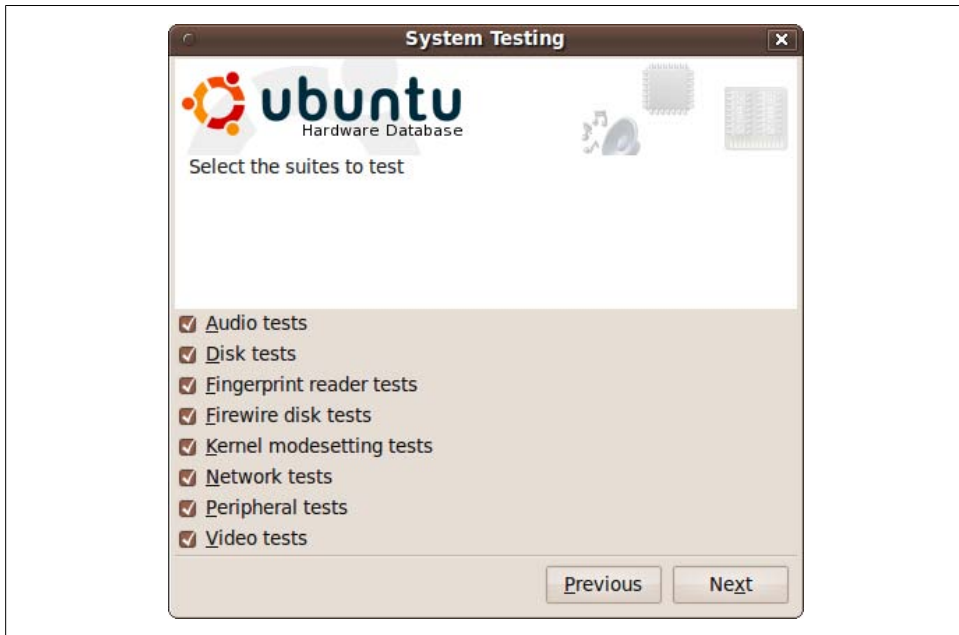 System Testing
ubuntu
Hardware Database
Select the suites to test
Audio tests
Disk tests
Fingerprint reader tests
Firewire disk tests
Kernel modesetting tests
Network tests
Peripheral tests
Video tests
Previous Next